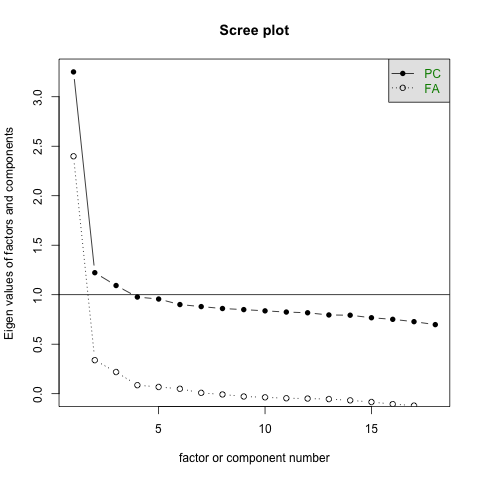 Scree plot
PC
FA
Eigen values of factors and components
3.0
2.5
2.0
1.5
1.0
0.5
0.0
5
10
15
factor or component number